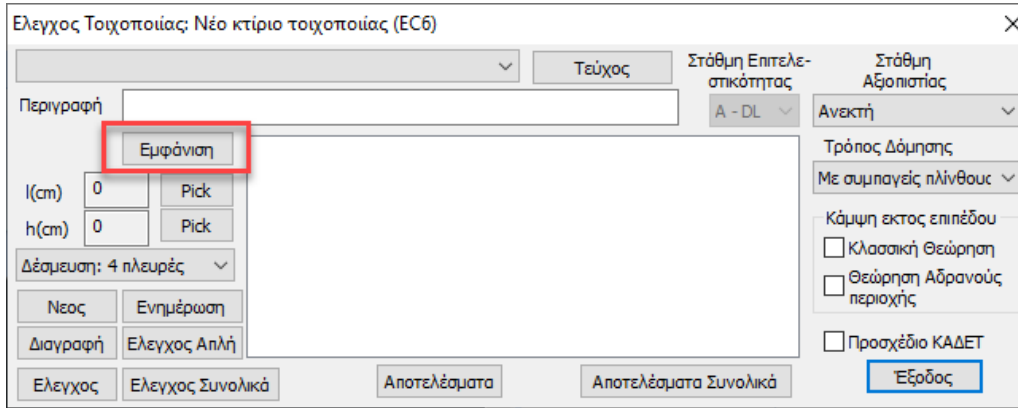 Ελεγχος Τοιχοποιίας: Νέο κτίριο τοιχοποιίας (EC6)
Τεύχος
Στάθμη Επιτελε-
στικότητας
Στάθμη
Αξιοπιστίας
Περιγραφή
A - DL
Ανεκτή
Εμφάνιση
Τρόπος Δόμησης
l(cm) 0 Pick
Με συμπαγείς πλίνθους
h(cm) 0 Pick
Κάμψη εκτος επιπέδου
Κλασσική Θεώρηση
Δέσμευση: 4 πλευρές
Θεώρηση Αδρανούς
περιοχής
Νεος Ενημέρωση
Διαγραφή Ελεγχος Απλή
Προσχέδιο ΚΑΔΕΤ
Ελεγχος Ελεγχος Συνολικά Αποτελέσματα Αποτελέσματα Συνολικά Έξοδος